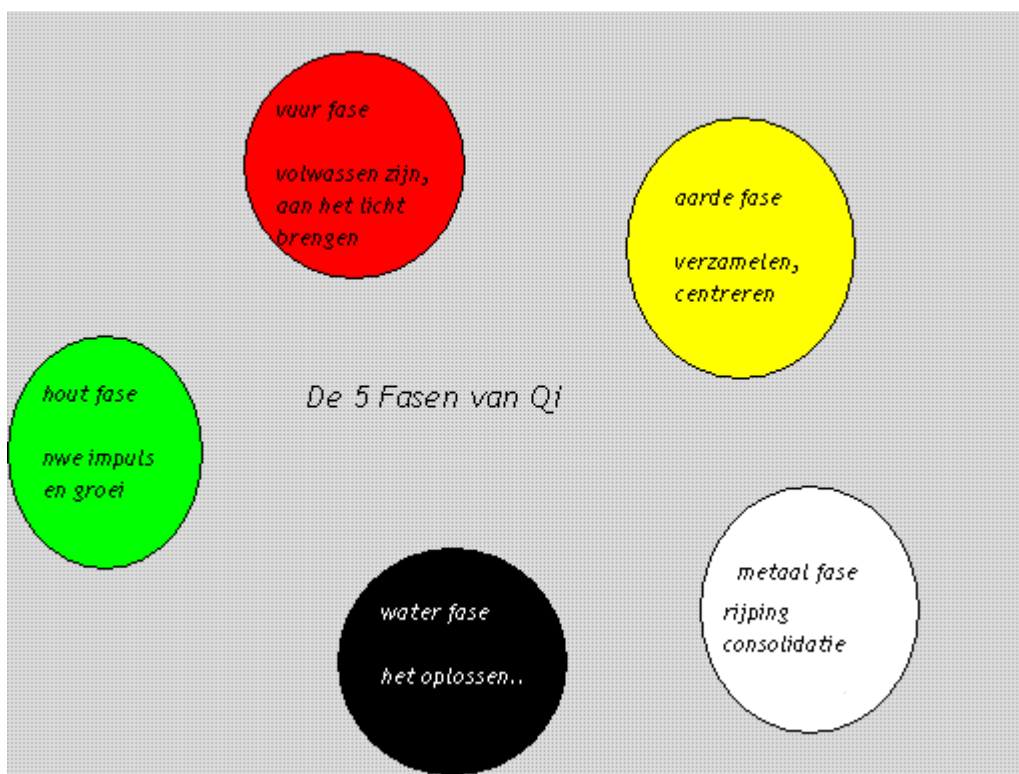 vuur fase
volwassen zijn,
aan het licht
brengen
aarde fase
verzamelen,
centreren
hout fase
nwe impuls
en groei
De 5 Fasen van Qi
metaal fase
rijping
consolidatie
water fase
het oplossen..